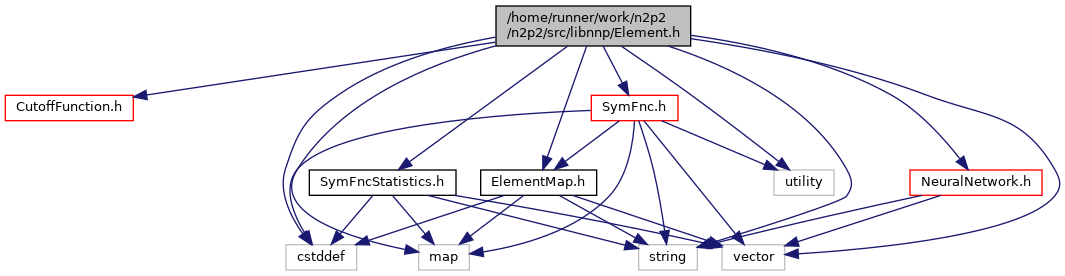 /home/runner/work/n2p2
/n2p2/src/libnnp/Element.h
CutoffFunction.h
SymFnc.h
SymFncStatistics.h
ElementMap.h
utility
NeuralNetwork.h
cstddef
map
string
vector